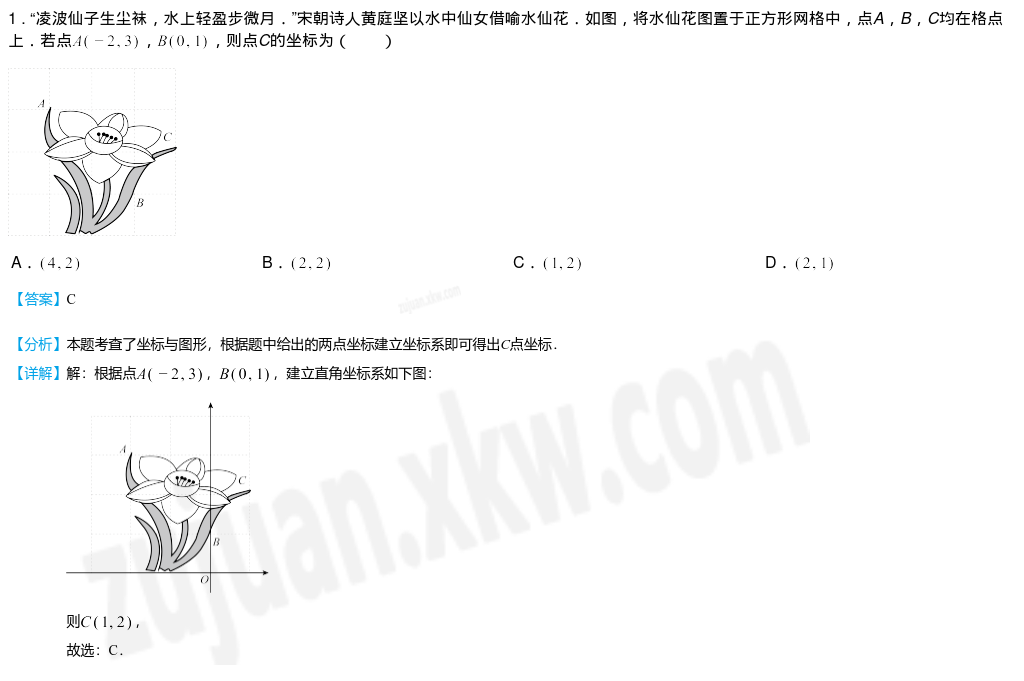 1．“凌波仙子生尘袜，水上轻盈步微月．”宋朝诗人黄庭坚以水中仙女借喻水仙花．如图，将水仙花图置于正方形网格中，点A，B，C均在格点
上．若点A(－2,3)，B(0,1)，则点C的坐标为（　　）
A
C
B
A．(4,2)　B．(2,2)　C．(1,2)　D．(2,1)
【答案】C
zujuan.xkw.com
【分析】本题考查了坐标与图形，根据题中给出的两点坐标建立坐标系即可得出C点坐标．
【详解】解：根据点A(－2,3)，B(0,1)，建立直角坐标系如下图：
A
C
B
O
zujuan.xkw.com
则C(1,2)，
故选：C．